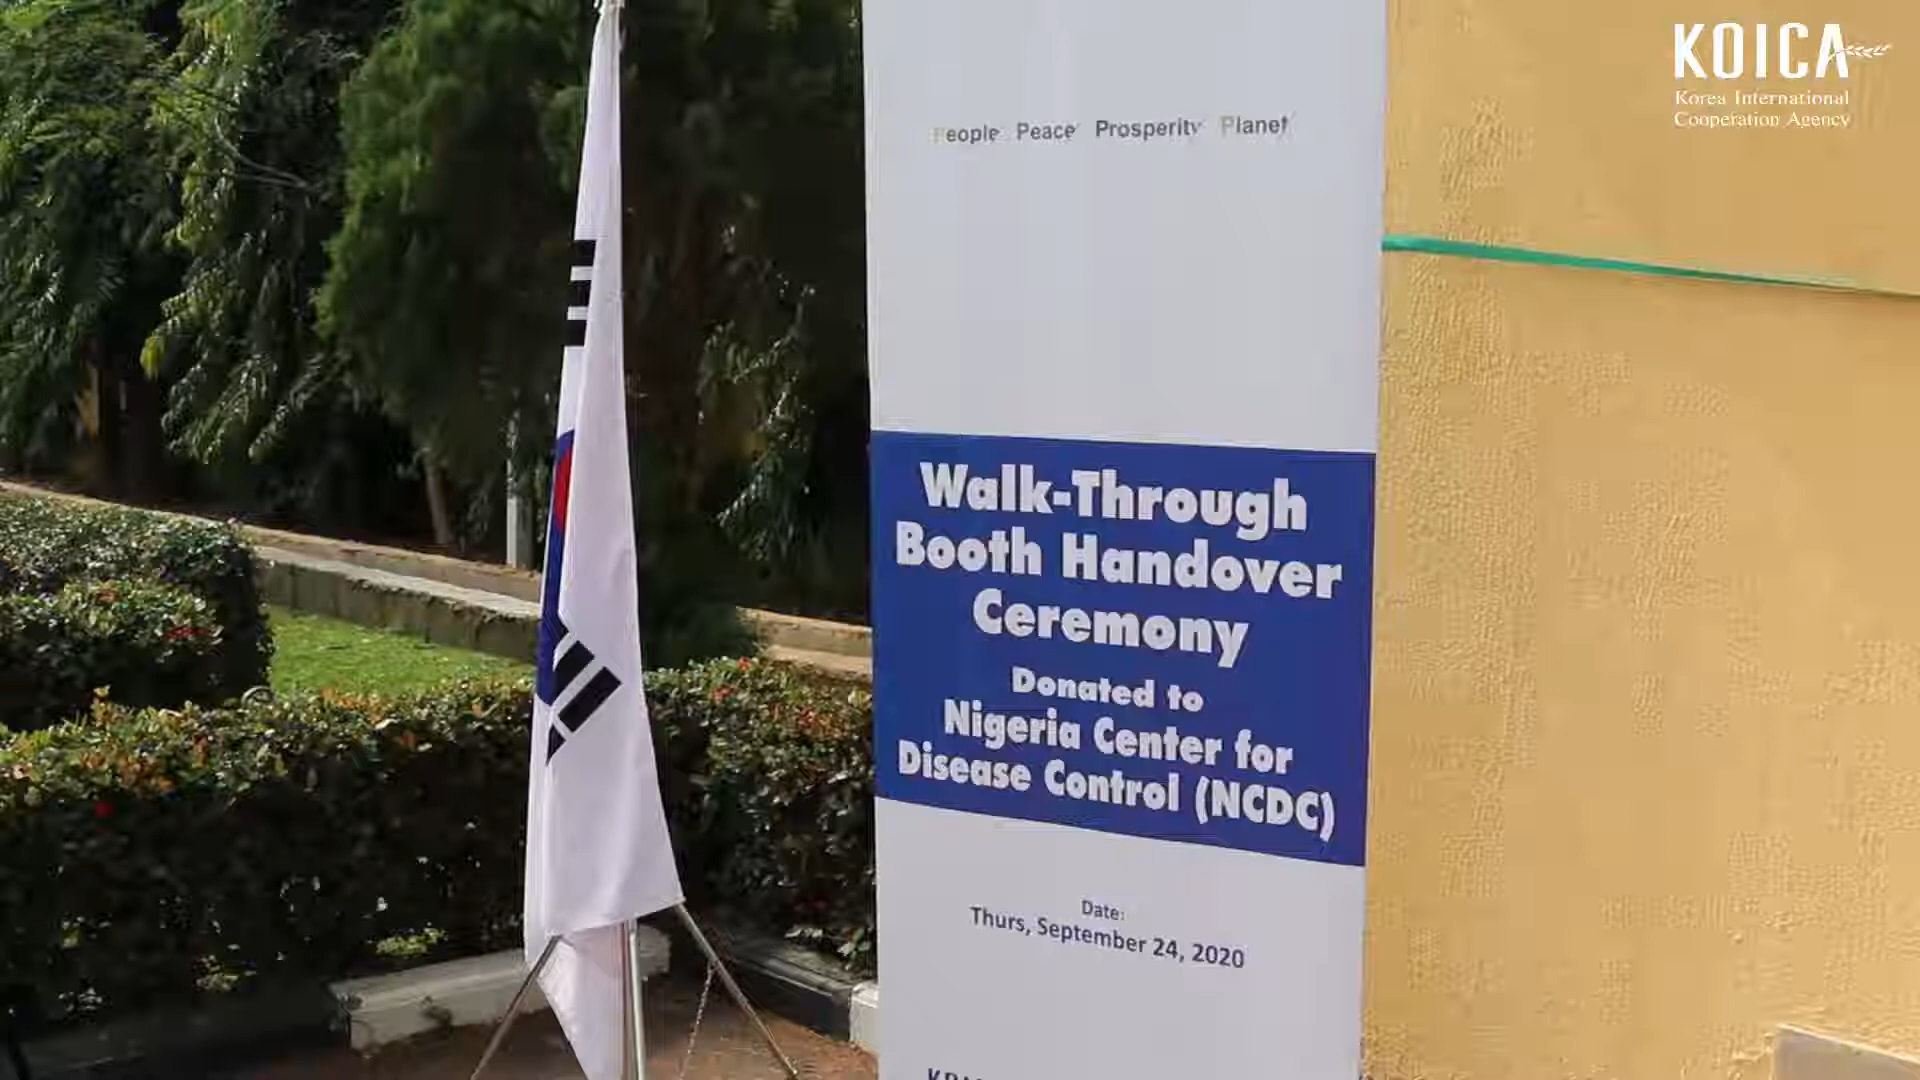 KOICA
Korea International
Cooperation Agency
People Peace Prosperity Planet
Walk-Through
Booth Handover
Ceremony
Donated to
Nigeria Center for
Disease Control (NCDC)
Date:
Thurs, September 24, 2020